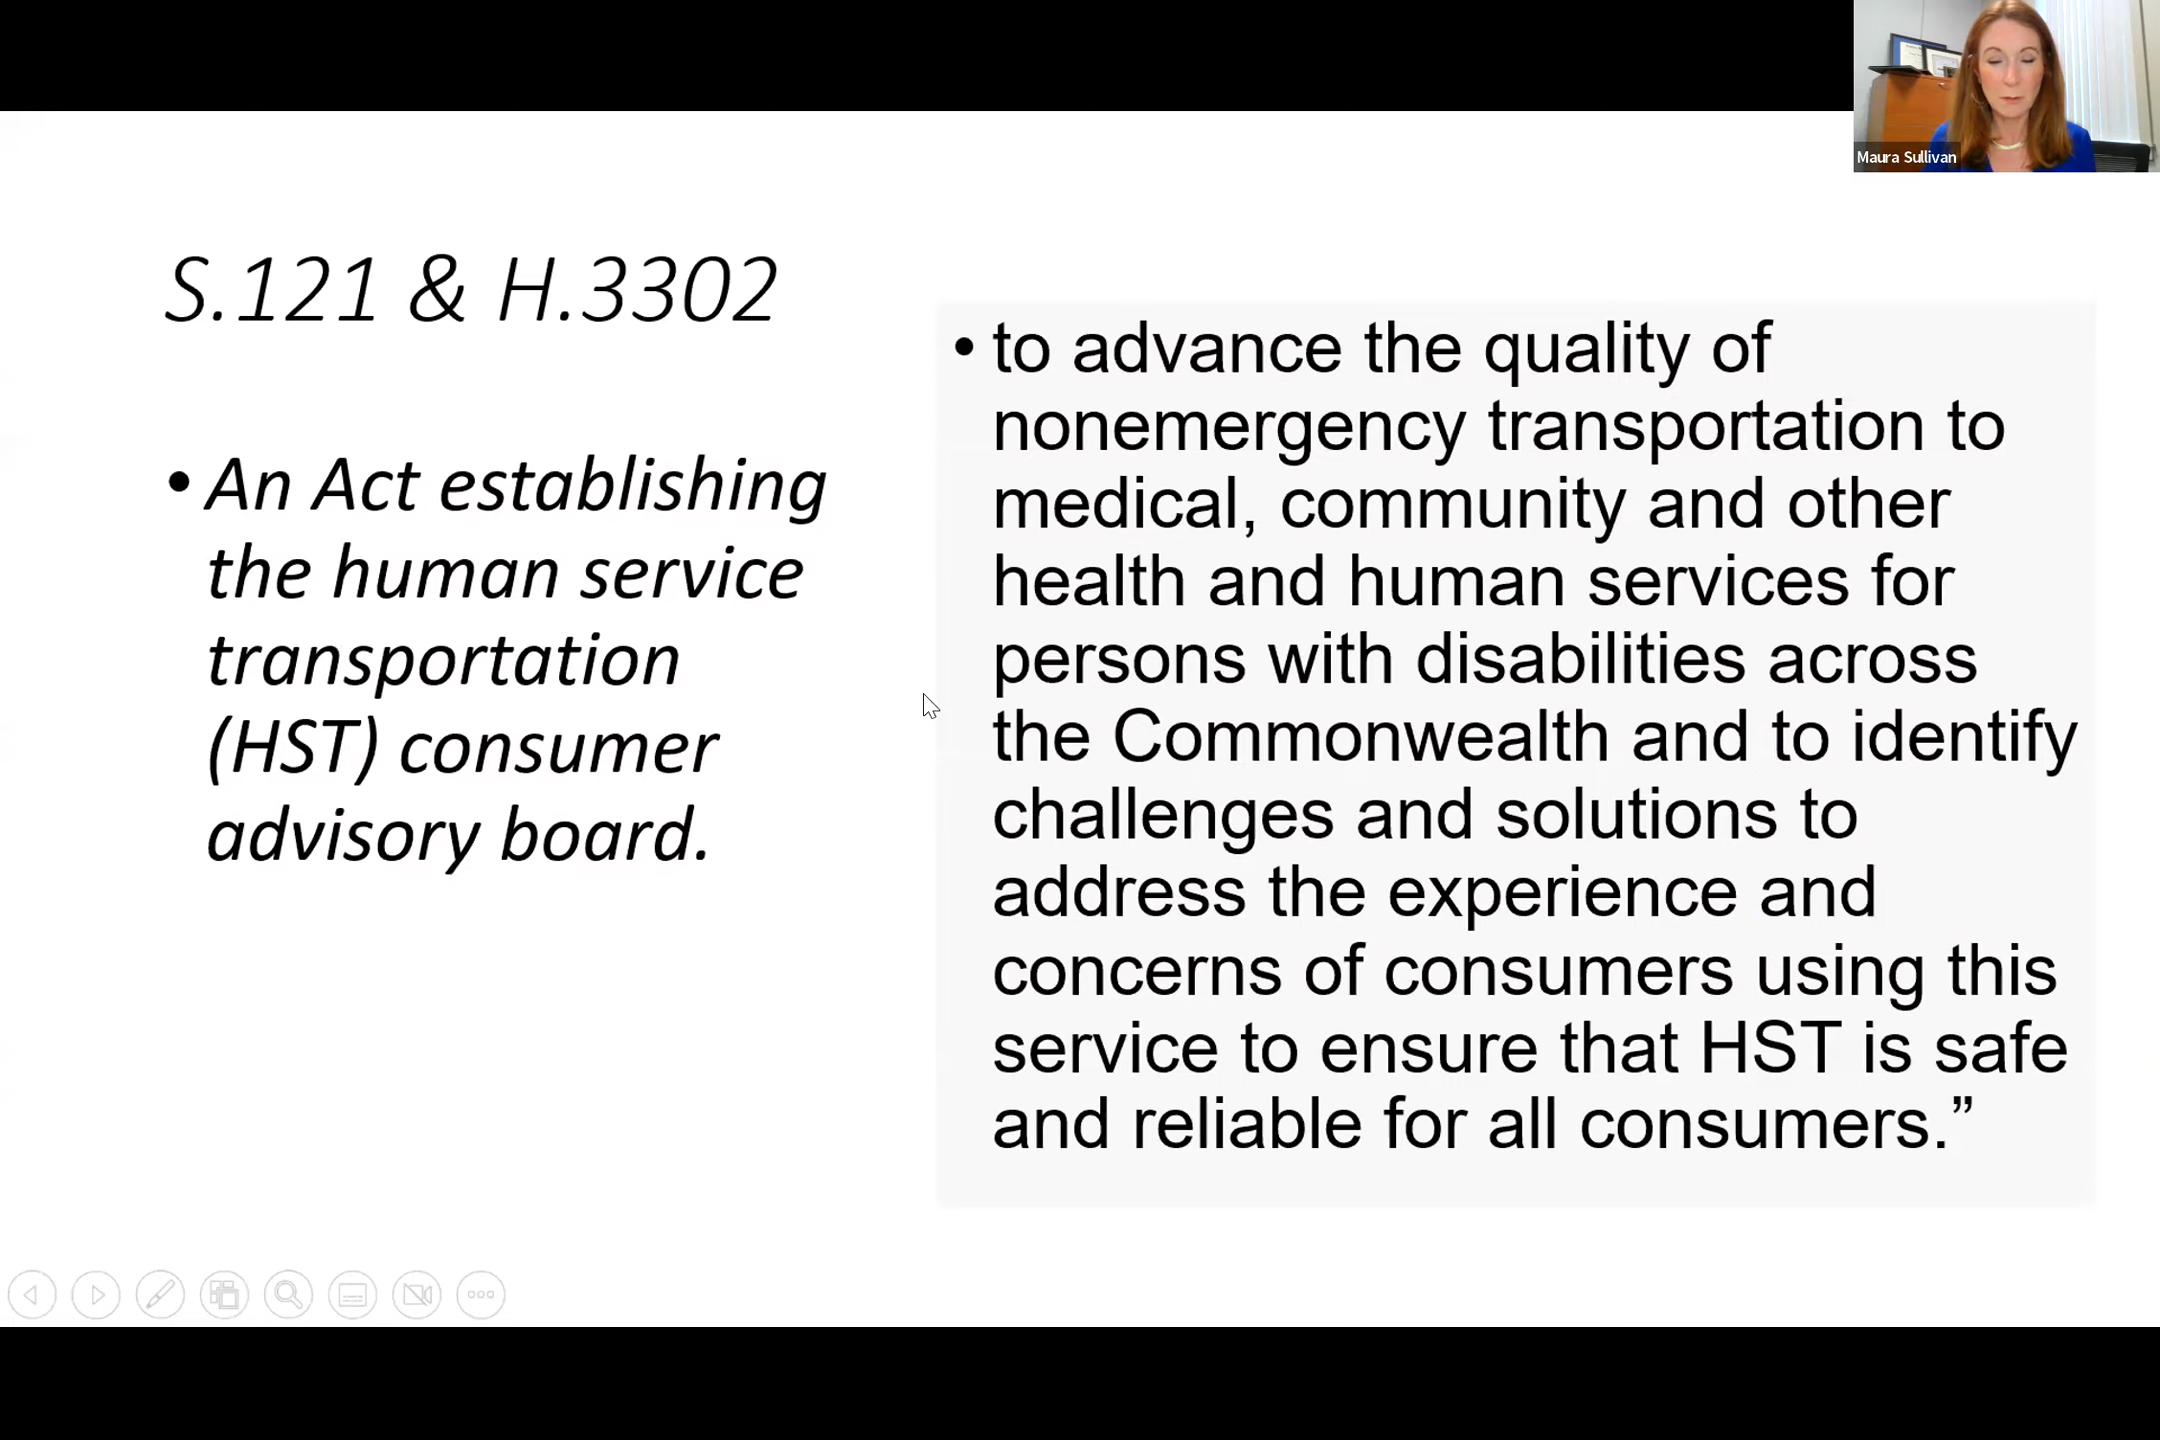 Maura Sullivan
S.121 & H.3302
• An Act establishing
the human service
transportation
(HST) consumer
advisory board.
• to advance the quality of
nonemergency transportation to
medical, community and other
health and human services for
persons with disabilities across
the Commonwealth and to identify
challenges and solutions to
address the experience and
concerns of consumers using this
service to ensure that HST is safe
and reliable for all consumers.”